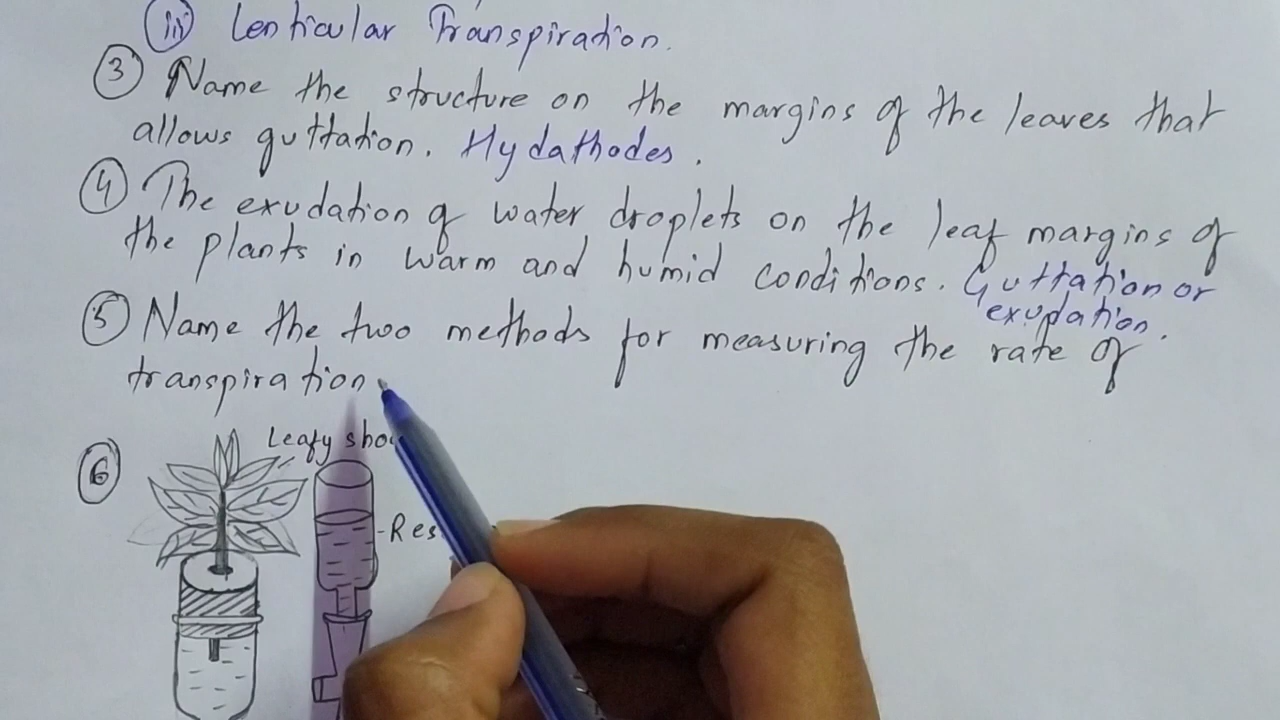 iii) Lenticular Transpiration.
3 Name the structure on the margins of the leaves that
allows guttation. Hydathodes.
4 The exudation of water droplets on the leaf margins of
the plants in warm and humid conditions. Guttation or
exudation.
5 Name the two methods for measuring the rate of
transpiration
6 Leafy